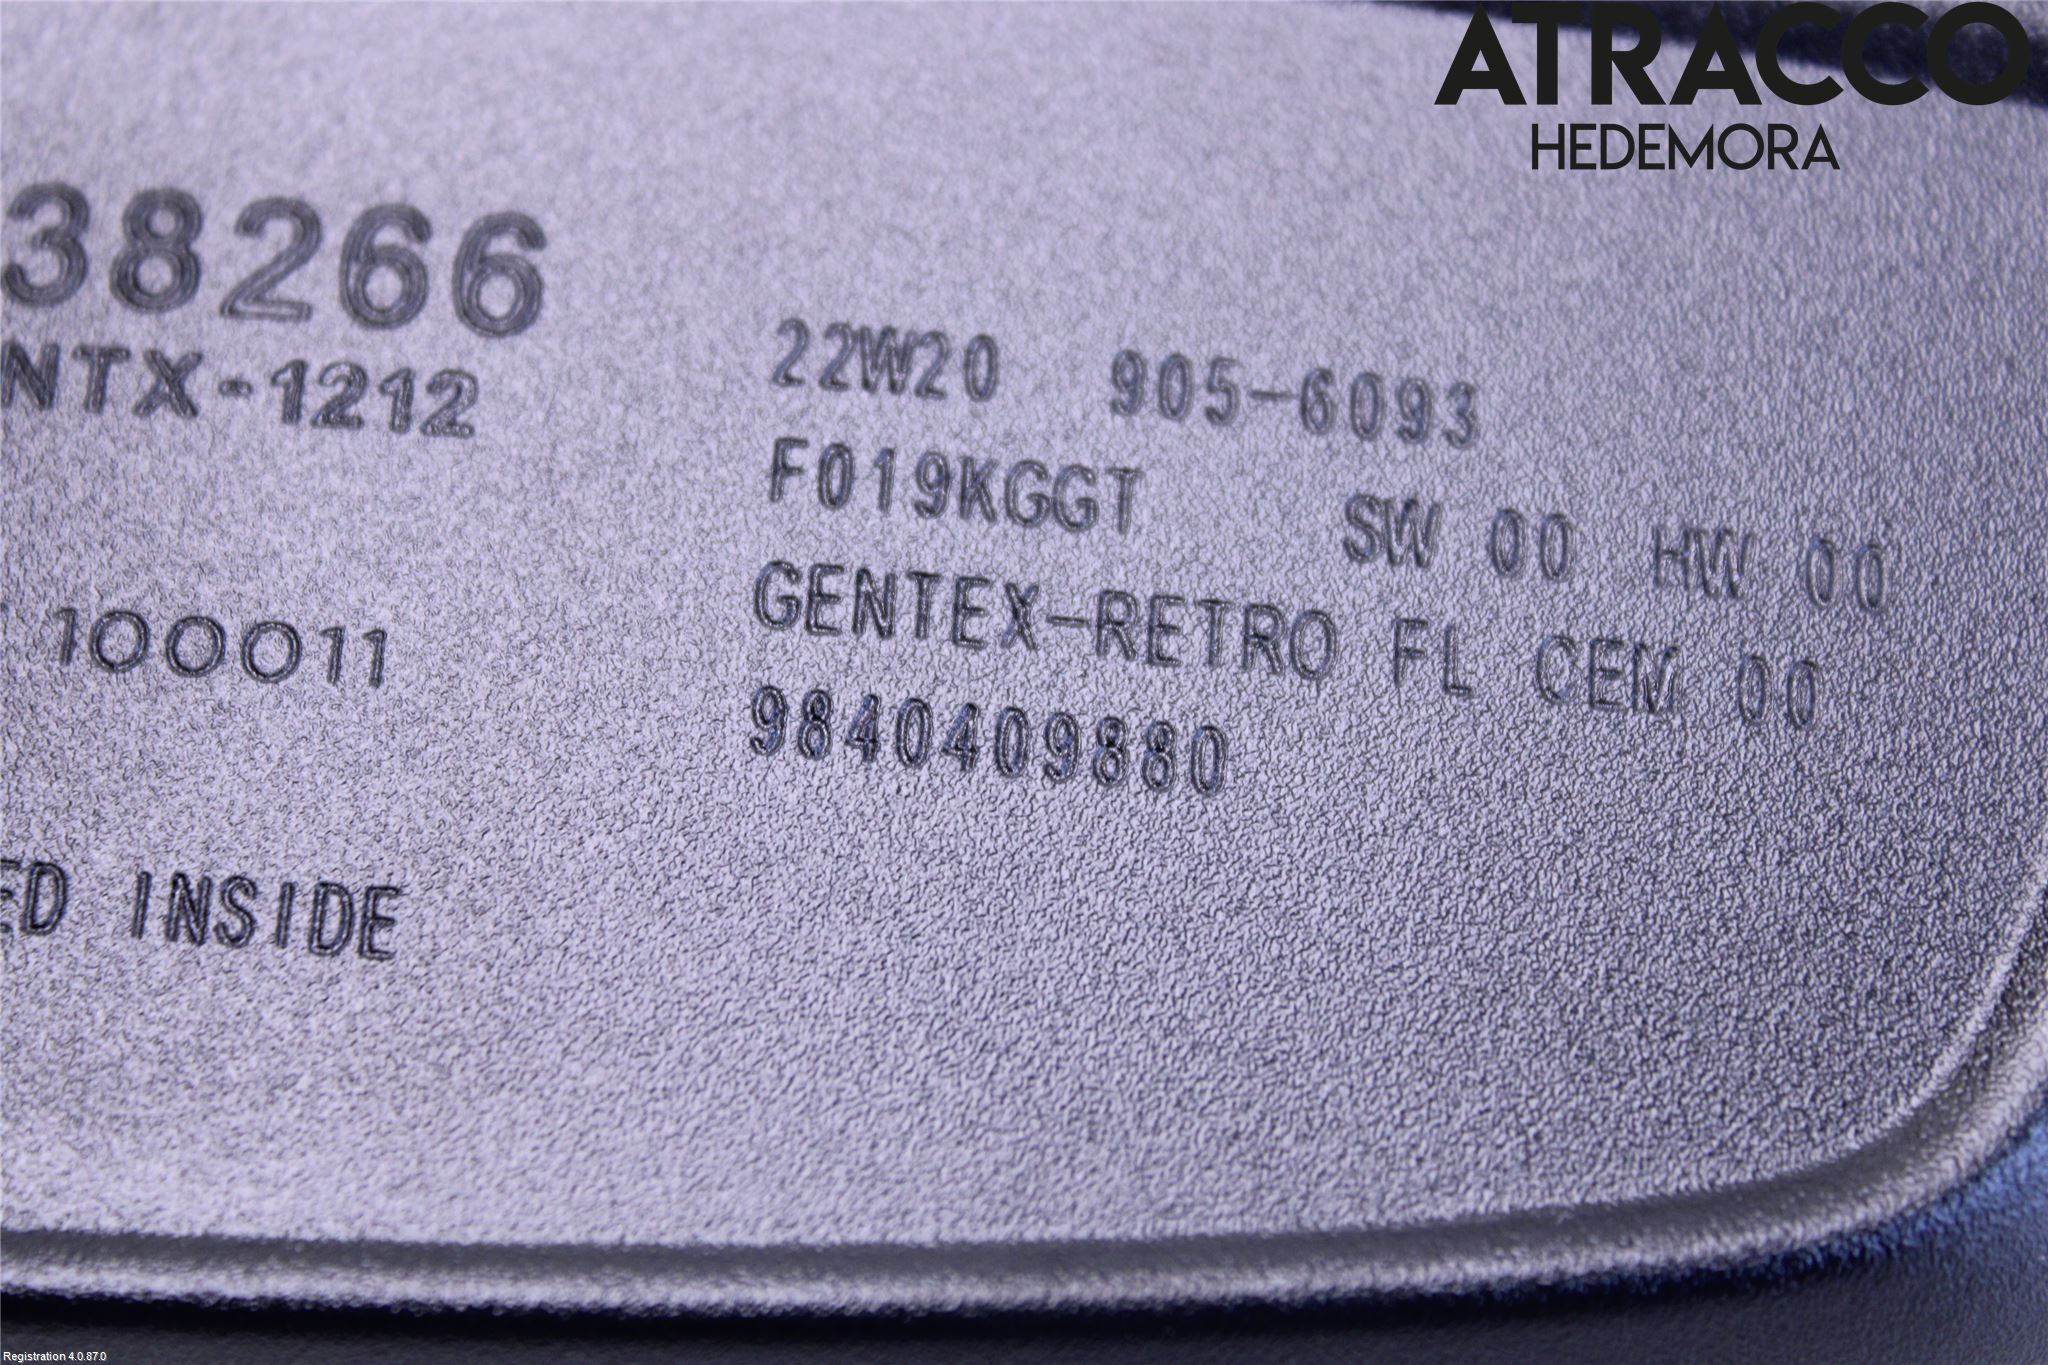 ATRACCO
HEDEMORA
38266
NTX-1212
100011
ED INSIDE
22W20 905-6093
F019KGGT SW 00 HW 00
GENTEX-RETRO FL CEM 00
9840409880
Registration 4.0.87.0